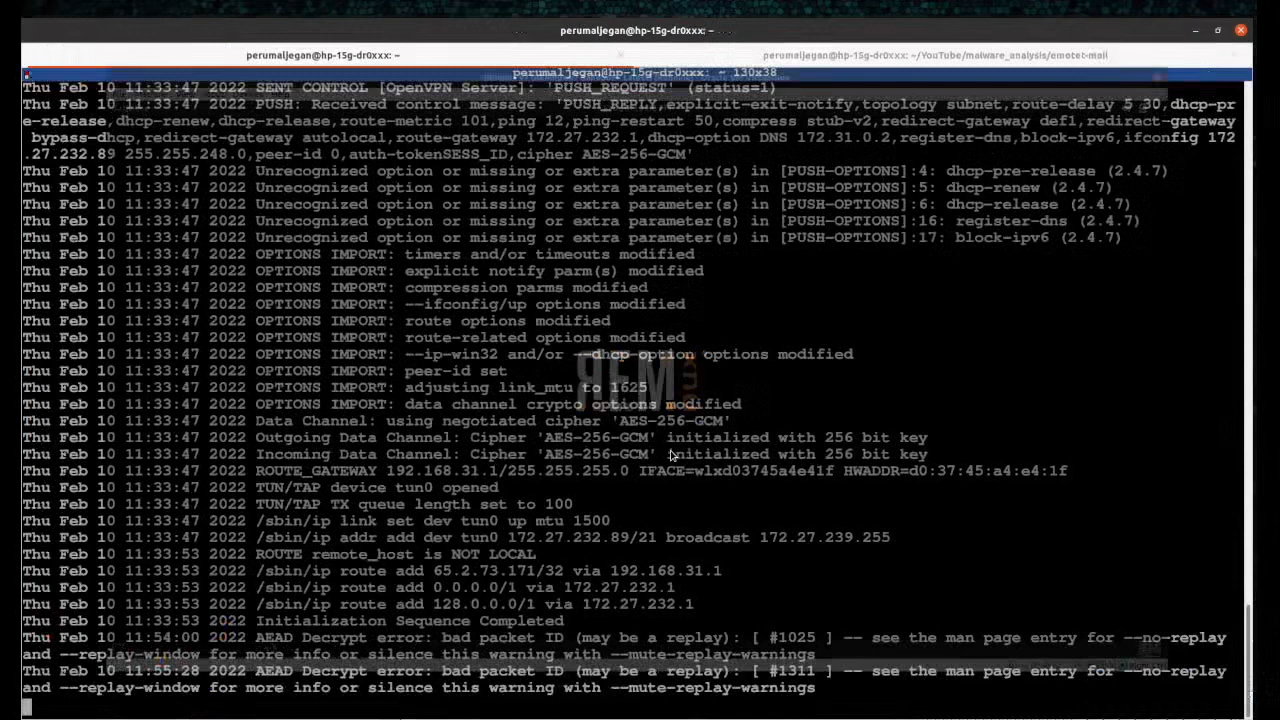 perumaljegan@hp-15g-dr0xxx: ~
perumaljegan@hp-15g-dr0xxx: ~
perumaljegan@hp-15g-dr0xxx: ~/YouTube/malware_analysis/emotet-mail
perumaljegan@hp-15g-dr0xxx: ~ 130x38
Thu Feb 10 11:33:47 2022 SENT CONTROL [OpenVPN Server]: 'PUSH_REQUEST' (status=1)
Thu Feb 10 11:33:47 2022 PUSH: Received control message: 'PUSH_REPLY,explicit-exit-notify,topology subnet,route-delay 5 30,dhcp-pr
e-release,dhcp-renew,dhcp-release,route-metric 101,ping 12,ping-restart 50,compress stub-v2,redirect-gateway def1,redirect-gateway
 bypass-dhcp,redirect-gateway autolocal,route-gateway 172.27.232.1,dhcp-option DNS 172.31.0.2,register-dns,block-ipv6,ifconfig 172
.27.232.89 255.255.248.0,peer-id 0,auth-tokenSESS_ID,cipher AES-256-GCM'
Thu Feb 10 11:33:47 2022 Unrecognized option or missing or extra parameter(s) in [PUSH-OPTIONS]:4: dhcp-pre-release (2.4.7)
Thu Feb 10 11:33:47 2022 Unrecognized option or missing or extra parameter(s) in [PUSH-OPTIONS]:5: dhcp-renew (2.4.7)
Thu Feb 10 11:33:47 2022 Unrecognized option or missing or extra parameter(s) in [PUSH-OPTIONS]:6: dhcp-release (2.4.7)
Thu Feb 10 11:33:47 2022 Unrecognized option or missing or extra parameter(s) in [PUSH-OPTIONS]:16: register-dns (2.4.7)
Thu Feb 10 11:33:47 2022 Unrecognized option or missing or extra parameter(s) in [PUSH-OPTIONS]:17: block-ipv6 (2.4.7)
Thu Feb 10 11:33:47 2022 OPTIONS IMPORT: timers and/or timeouts modified
Thu Feb 10 11:33:47 2022 OPTIONS IMPORT: explicit notify parm(s) modified
Thu Feb 10 11:33:47 2022 OPTIONS IMPORT: compression parms modified
Thu Feb 10 11:33:47 2022 OPTIONS IMPORT: --ifconfig/up options modified
Thu Feb 10 11:33:47 2022 OPTIONS IMPORT: route options modified
Thu Feb 10 11:33:47 2022 OPTIONS IMPORT: route-related options modified
Thu Feb 10 11:33:47 2022 OPTIONS IMPORT: --ip-win32 and/or --dhcp-option options modified
Thu Feb 10 11:33:47 2022 OPTIONS IMPORT: peer-id set
Thu Feb 10 11:33:47 2022 OPTIONS IMPORT: adjusting link_mtu to 1625
Thu Feb 10 11:33:47 2022 OPTIONS IMPORT: data channel crypto options modified
Thu Feb 10 11:33:47 2022 Data Channel: using negotiated cipher 'AES-256-GCM'
Thu Feb 10 11:33:47 2022 Outgoing Data Channel: Cipher 'AES-256-GCM' initialized with 256 bit key
Thu Feb 10 11:33:47 2022 Incoming Data Channel: Cipher 'AES-256-GCM' initialized with 256 bit key
Thu Feb 10 11:33:47 2022 ROUTE_GATEWAY 192.168.31.1/255.255.255.0 IFACE=wlxd03745a4e41f HWADDR=d0:37:45:a4:e4:1f
Thu Feb 10 11:33:47 2022 TUN/TAP device tun0 opened
Thu Feb 10 11:33:47 2022 TUN/TAP TX queue length set to 100
Thu Feb 10 11:33:47 2022 /sbin/ip link set dev tun0 up mtu 1500
Thu Feb 10 11:33:47 2022 /sbin/ip addr add dev tun0 172.27.232.89/21 broadcast 172.27.239.255
Thu Feb 10 11:33:53 2022 ROUTE remote_host is NOT LOCAL
Thu Feb 10 11:33:53 2022 /sbin/ip route add 65.2.73.171/32 via 192.168.31.1
Thu Feb 10 11:33:53 2022 /sbin/ip route add 0.0.0.0/1 via 172.27.232.1
Thu Feb 10 11:33:53 2022 /sbin/ip route add 128.0.0.0/1 via 172.27.232.1
Thu Feb 10 11:33:53 2022 Initialization Sequence Completed
Thu Feb 10 11:54:00 2022 AEAD Decrypt error: bad packet ID (may be a replay): [ #1025 ] -- see the man page entry for --no-replay
and --replay-window for more info or silence this warning with --mute-replay-warnings
Thu Feb 10 11:55:28 2022 AEAD Decrypt error: bad packet ID (may be a replay): [ #1311 ] -- see the man page entry for --no-replay
and --replay-window for more info or silence this warning with --mute-replay-warnings